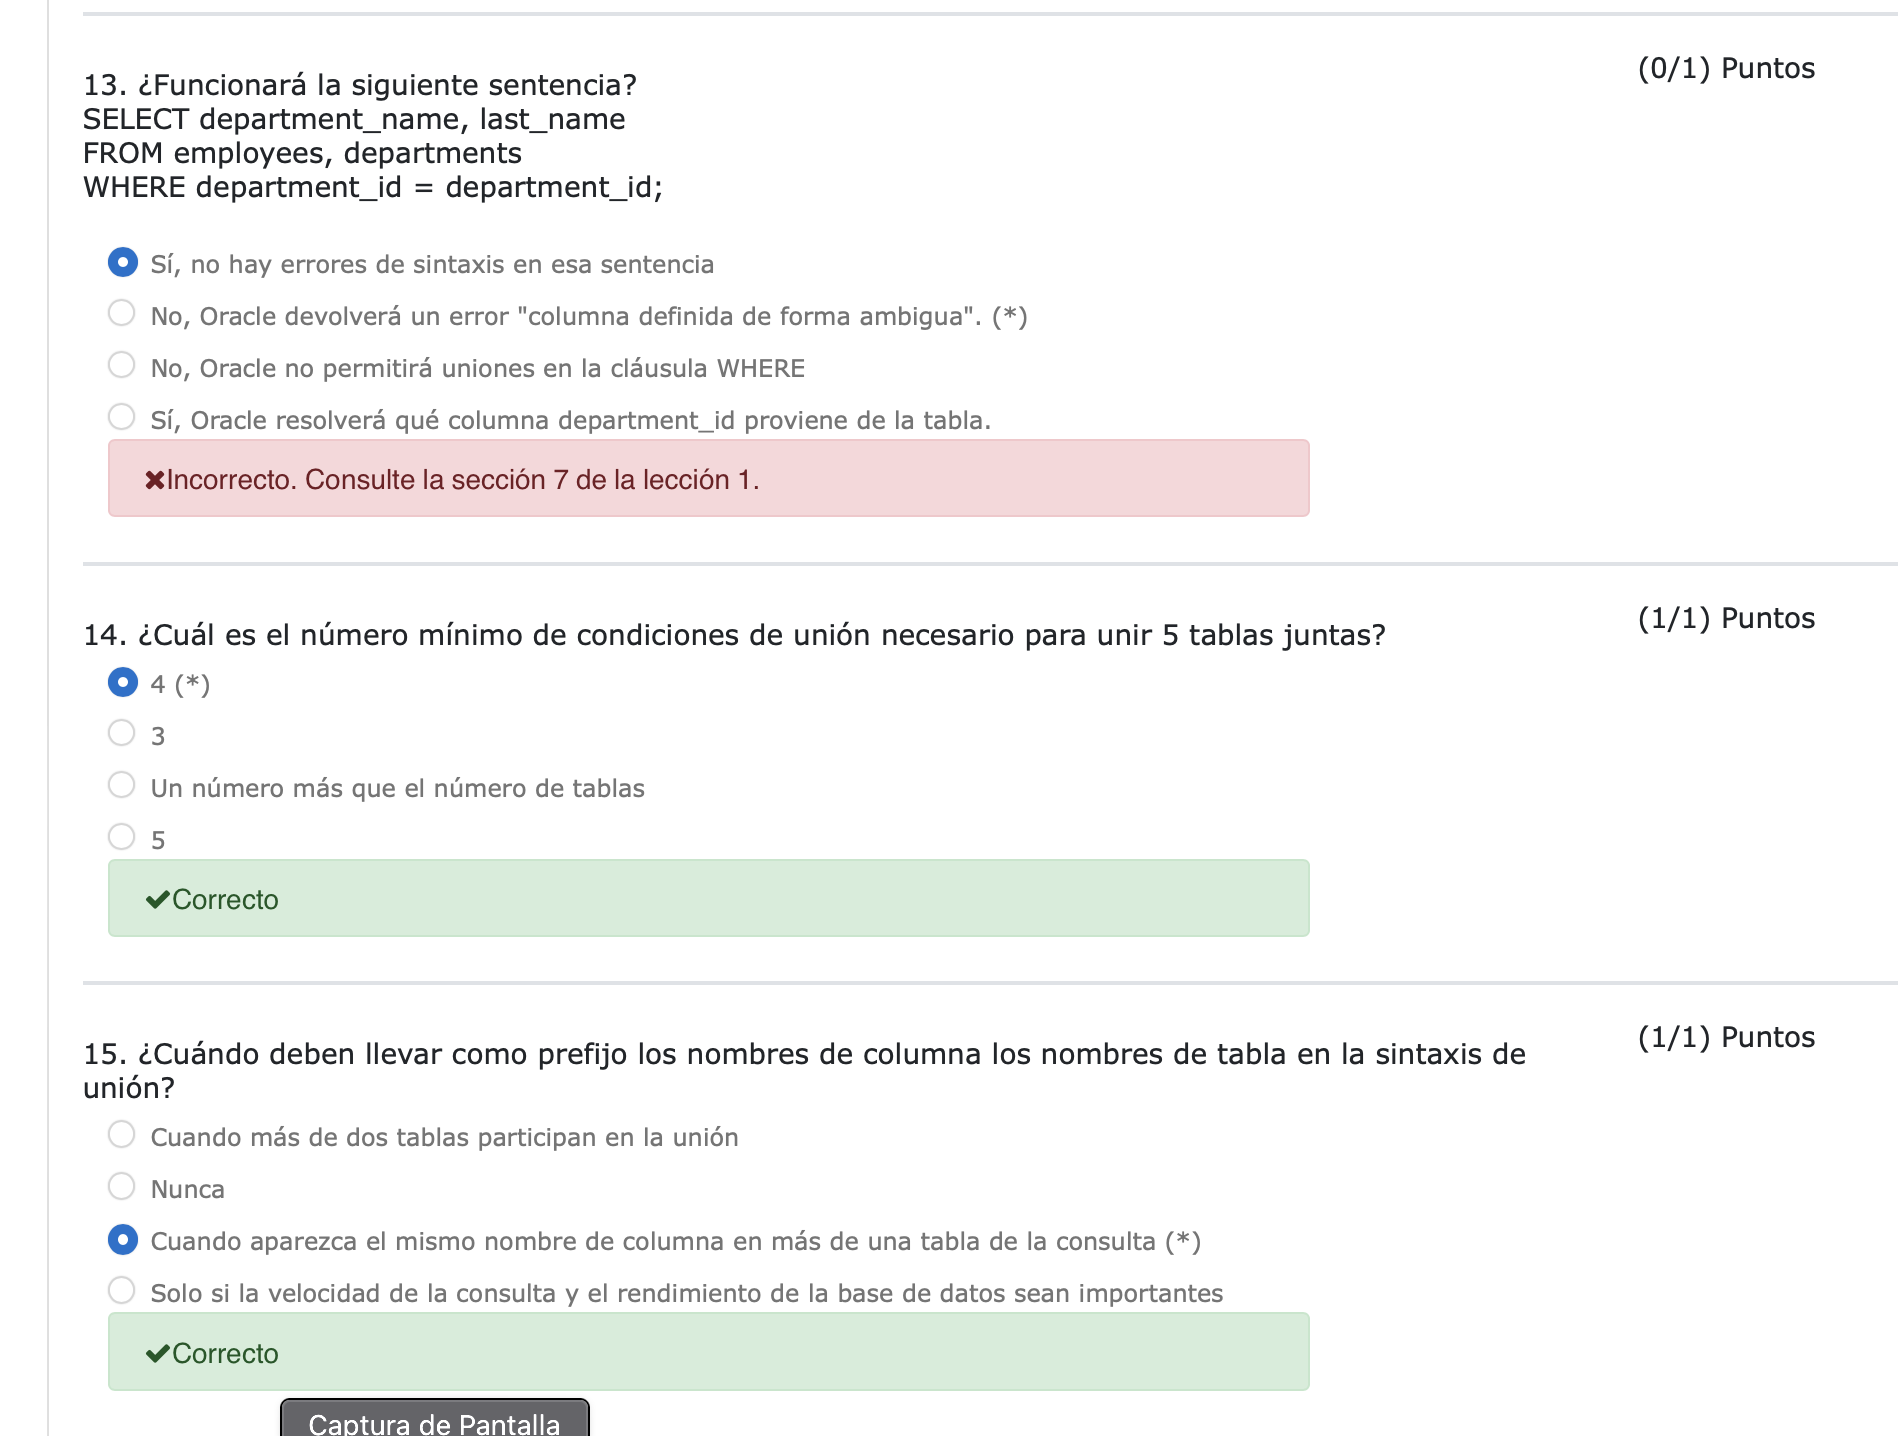 (0/1) Puntos
13. ¿Funcionará la siguiente sentencia?
SELECT department_name, last_name
FROM employees, departments
WHERE department_id = department_id;
Sí, no hay errores de sintaxis en esa sentencia
No, Oracle devolverá un error "columna definida de forma ambigua". (*)
No, Oracle no permitirá uniones en la cláusula WHERE
Sí, Oracle resolverá qué columna department_id proviene de la tabla.
Incorrecto. Consulte la sección 7 de la lección 1.
(1/1) Puntos
14. ¿Cuál es el número mínimo de condiciones de unión necesario para unir 5 tablas juntas?
4 (*)
3
Un número más que el número de tablas
5
Correcto
(1/1) Puntos
15. ¿Cuándo deben llevar como prefijo los nombres de columna los nombres de tabla en la sintaxis de
unión?
Cuando más de dos tablas participan en la unión
Nunca
Cuando aparezca el mismo nombre de columna en más de una tabla de la consulta (*)
Solo si la velocidad de la consulta y el rendimiento de la base de datos sean importantes
Correcto
Captura de Pantalla